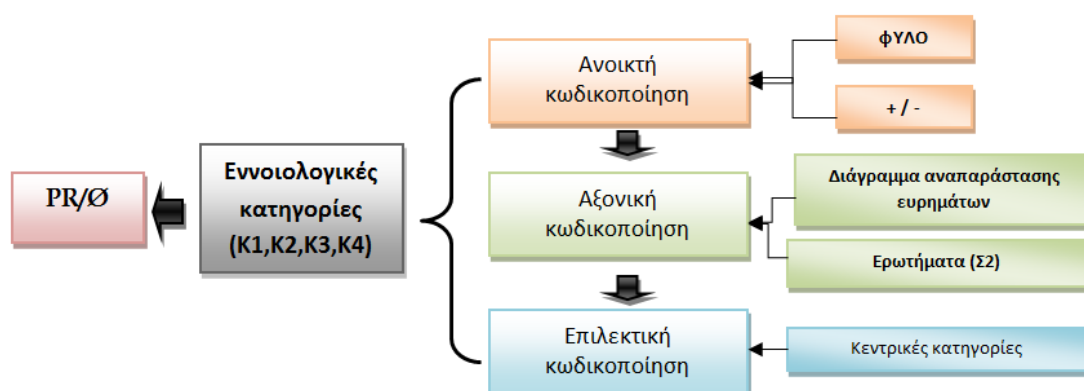 PR/Ø
Εννοιολογικές
κατηγορίες
(Κ1,Κ2,Κ3,Κ4)
Ανοικτή
κωδικοποίηση
φΥΛΟ
+ / -
Αξονική
κωδικοποίηση
Διάγραμμα αναπαράστασης
ευρημάτων
Ερωτήματα (Σ2)
Επιλεκτική
κωδικοποίηση
Κεντρικές κατηγορίες